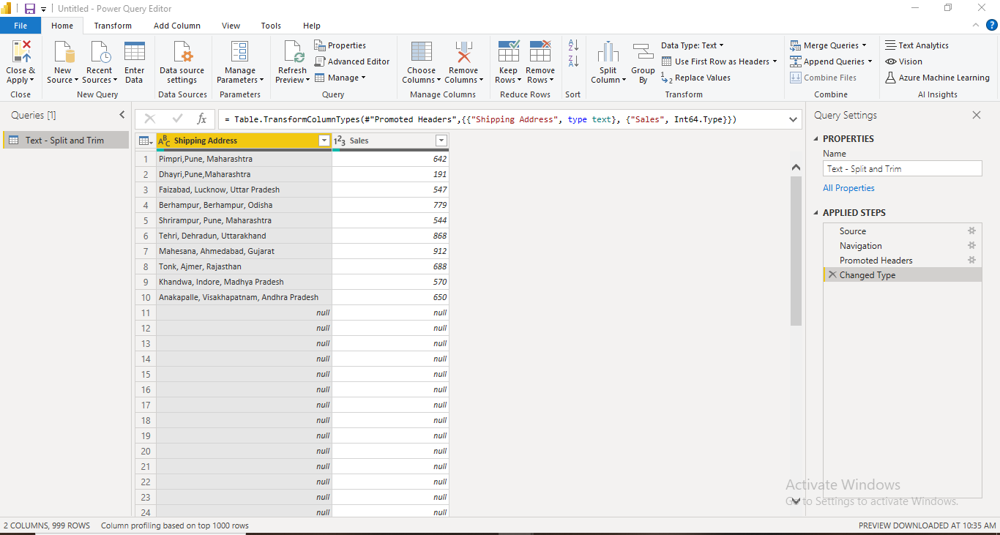 Untitled - Power Query Editor
File Home Transform Add Column View Tools Help
Close & Apply
New Source
Recent Sources
Enter Data
Data source settings
Manage Parameters
Refresh Preview
Properties
Advanced Editor
Manage
Choose Columns
Remove Columns
Keep Rows
Remove Rows
Split Column
Group By
Data Type: Text
Use First Row as Headers
Replace Values
Merge Queries
Append Queries
Combine Files
Text Analytics
Vision
Azure Machine Learning
Close New Query Data Sources Parameters Query Manage Columns Reduce Rows Sort Transform Combine AI Insights
Queries [1]
Text - Split and Trim
fx = Table.TransformColumnTypes(#"Promoted Headers",{{"Shipping Address", type text}, {"Sales", Int64.Type}})
ABC Shipping Address 123 Sales
1 Pimpri,Pune, Maharashtra 642
2 Dhayri,Pune,Maharashtra 191
3 Faizabad, Lucknow, Uttar Pradesh 547
4 Berhampur, Berhampur, Odisha 779
5 Shrirampur, Pune, Maharashtra 544
6 Tehri, Dehradun, Uttarakhand 868
7 Mahesana, Ahmedabad, Gujarat 912
8 Tonk, Ajmer, Rajasthan 688
9 Khandwa, Indore, Madhya Pradesh 570
10 Anakapalle, Visakhapatnam, Andhra Pradesh 650
11 null null
12 null null
13 null null
14 null null
15 null null
16 null null
17 null null
18 null null
19 null null
20 null null
21 null null
22 null null
23 null null
24 null null
Query Settings
PROPERTIES
Name
Text - Split and Trim
All Properties
APPLIED STEPS
Source
Navigation
Promoted Headers
Changed Type
Activate Windows
Go to Settings to activate Windows.
2 COLUMNS, 999 ROWS Column profiling based on top 1000 rows PREVIEW DOWNLOADED AT 10:35 AM